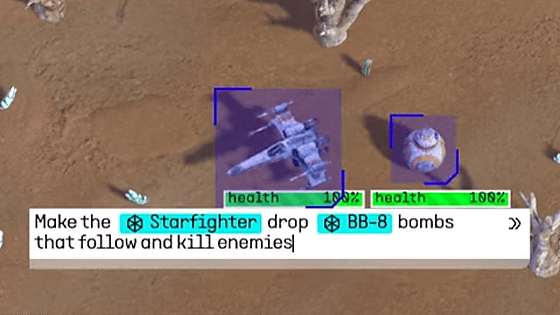 health 100% health 100%
Make the Starfighter drop BB-8 bombs »
that follow and kill enemies